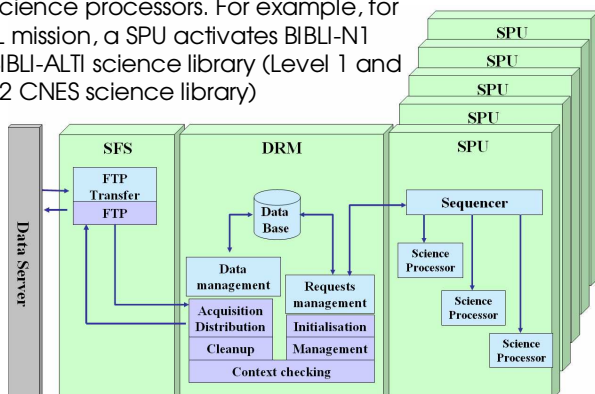 science processors. For example, for
L mission, a SPU activates BIBLI-N1
IBLI-ALTI science library (Level 1 and
2 CNES science library)
SPU
SPU
SPU
SPU
SFS
DRM
SPU
Data Server
FTP
Transfer
FTP
Data
Base
Sequencer
Data
management
Requests
management
Science
Processor
Acquisition
Distribution
Initialisation
Science
Processor
Cleanup
Management
Science
Processor
Context checking